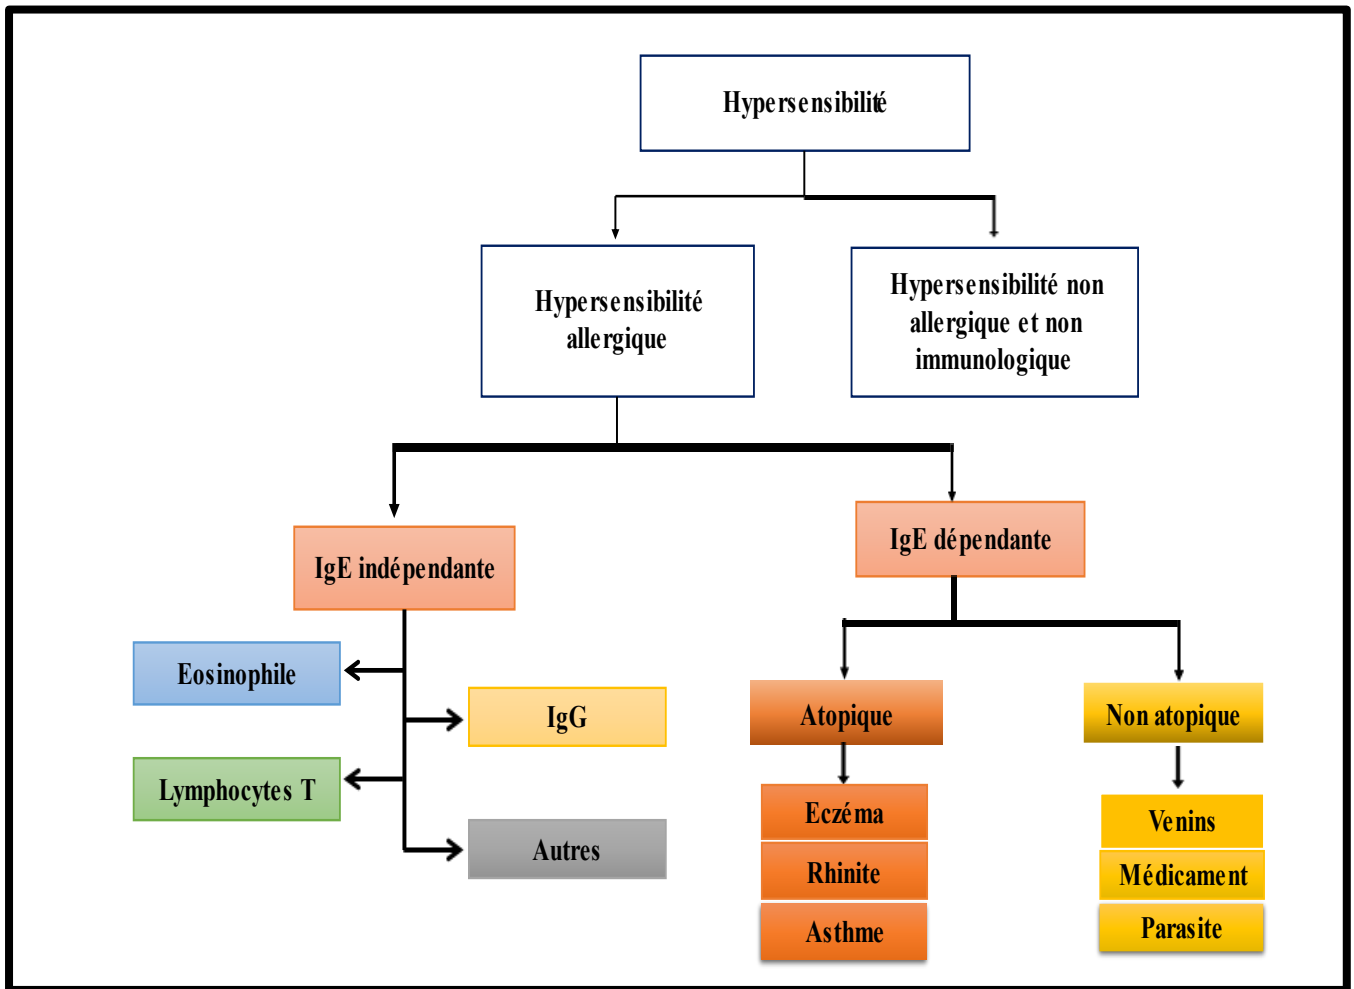 Hypersensibilité
Hypersensibilité
allergique
Hypersensibilité non
allergique et non
immunologique
IgE indépendante
IgE dépendante
Eosinophile
IgG
Lymphocytes T
Autres
Atopique
Non atopique
Eczéma
Rhinite
Asthme
Venins
Médicament
Parasite